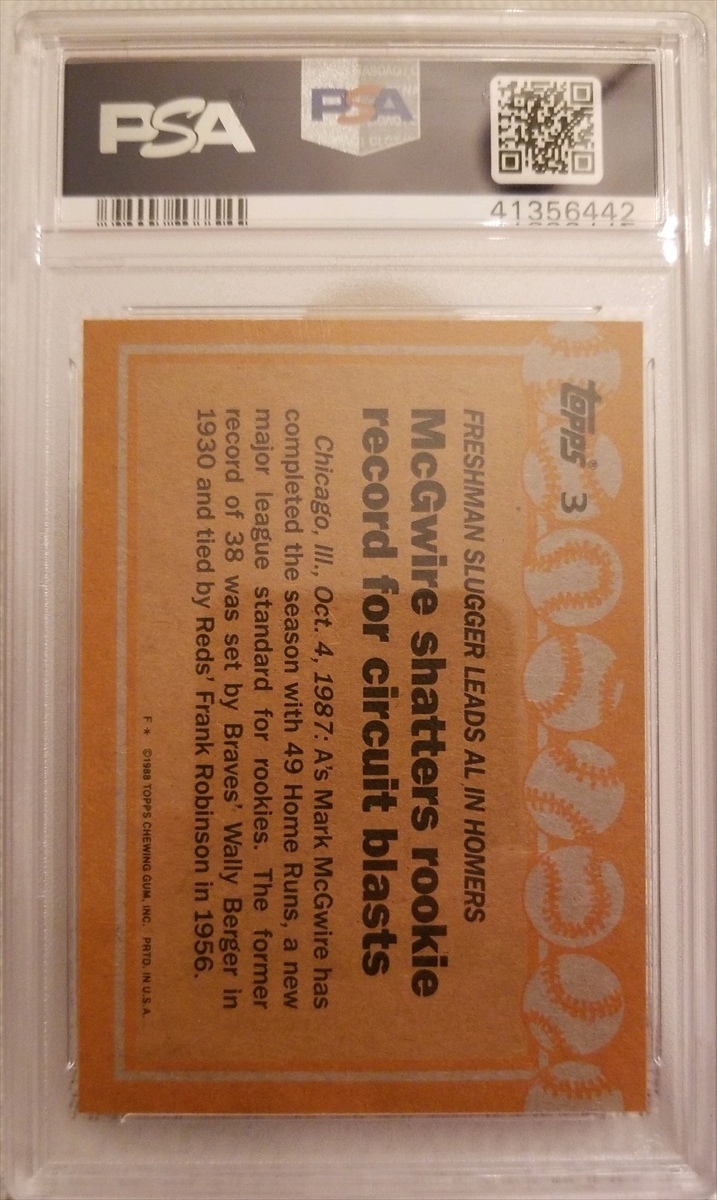 PSA
PSA
41356442
TOPPS® 3
FRESHMAN SLUGGER LEADS AL IN HOMERS
McGwire shatters rookie
record for circuit blasts
Chicago, Ill., Oct. 4, 1987: A's Mark McGwire has
completed the season with 49 Home Runs, a new
major league standard for rookies. The former
record of 38 was set by Braves' Wally Berger in
1930 and tied by Reds' Frank Robinson in 1956.
F* ©1988 TOPPS CHEWING GUM, INC. PRTD. IN U.S.A.